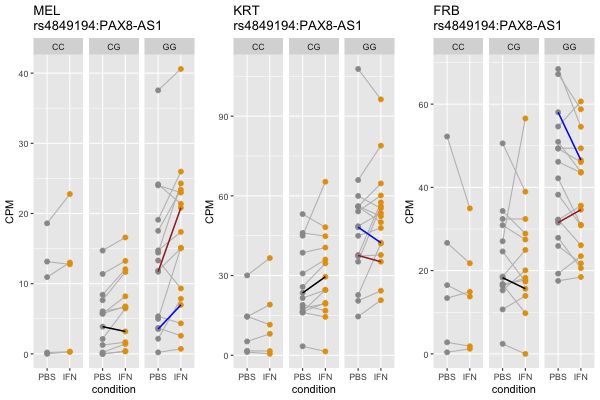 MEL
rs4849194:PAX8-AS1
CC CG GG
CPM
40
30
20
10
0
PBS IFN PBS IFN PBS IFN
condition
KRT
rs4849194:PAX8-AS1
CC CG GG
CPM
90
60
30
0
PBS IFN PBS IFN PBS IFN
condition
FRB
rs4849194:PAX8-AS1
CC CG GG
CPM
60
40
20
0
PBS IFN PBS IFN PBS IFN
condition